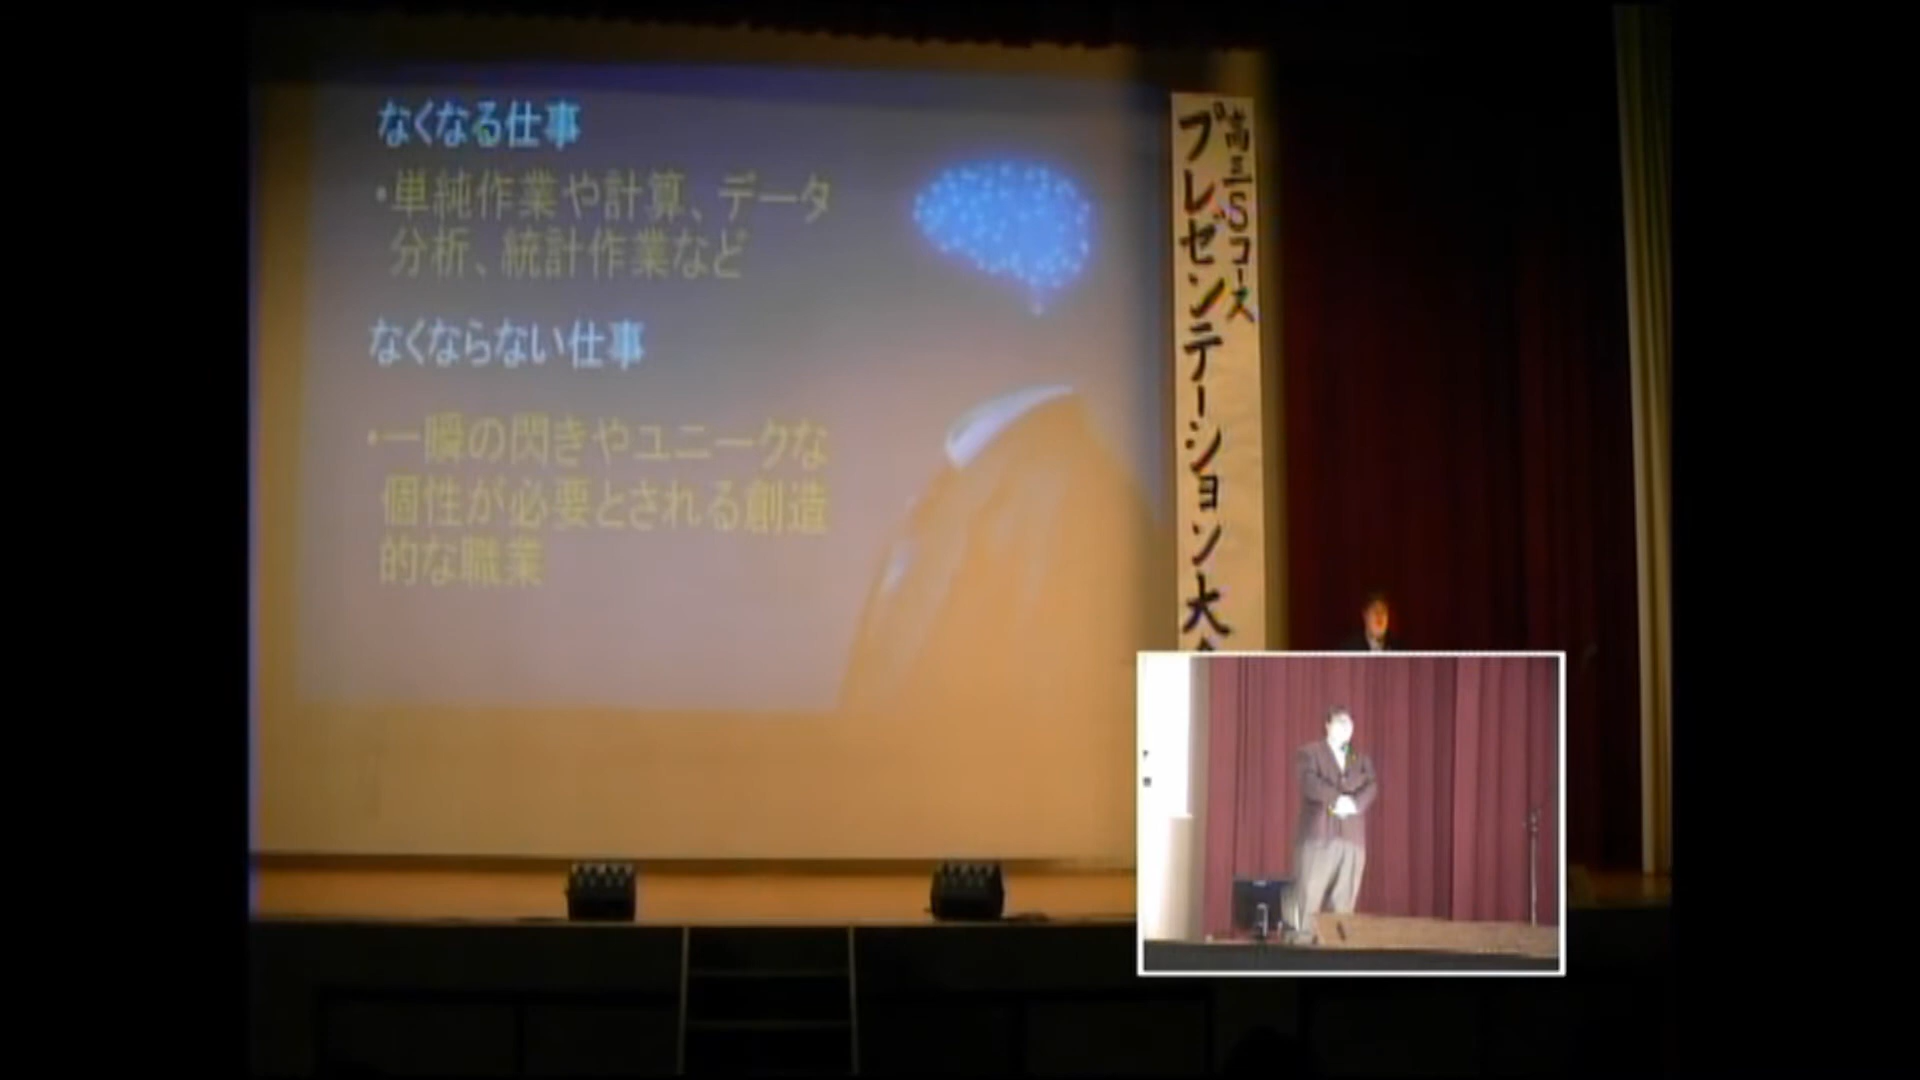 なくなる仕事
・単純作業や計算、データ
分析、統計作業など
なくならない仕事
・一瞬の閃きやユニークな
個性が必要とされる創造
的な職業
高三Sコース
プレゼンテーション大